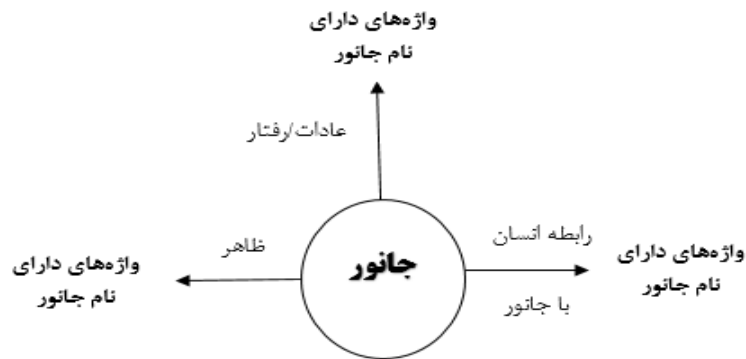 واژه‌های دارای
نام جانور
عادات/رفتار
رابطه انسان
با جانور
واژه‌های دارای
نام جانور
جانور
ظاهر
واژه‌های دارای
نام جانور